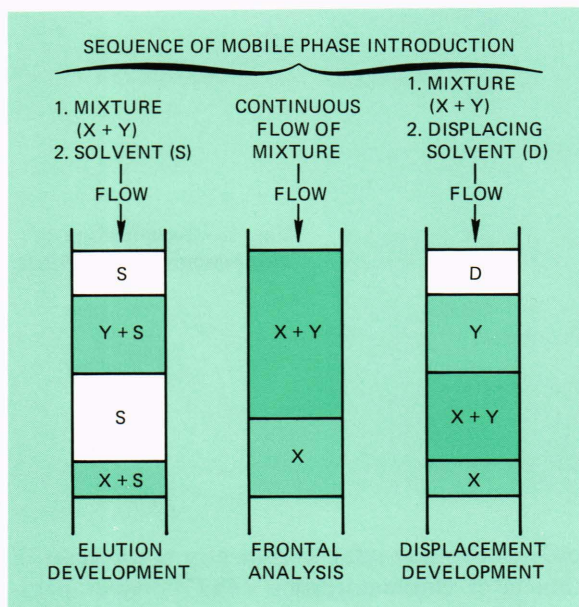 SEQUENCE OF MOBILE PHASE INTRODUCTION
1. MIXTURE
(X + Y)
2. SOLVENT (S)
FLOW
S
Y + S
S
X + S
ELUTION
DEVELOPMENT
CONTINUOUS
FLOW OF
MIXTURE
FLOW
X + Y
X
FRONTAL
ANALYSIS
1. MIXTURE
(X + Y)
2. DISPLACING
SOLVENT (D)
FLOW
D
Y
X + Y
X
DISPLACEMENT
DEVELOPMENT